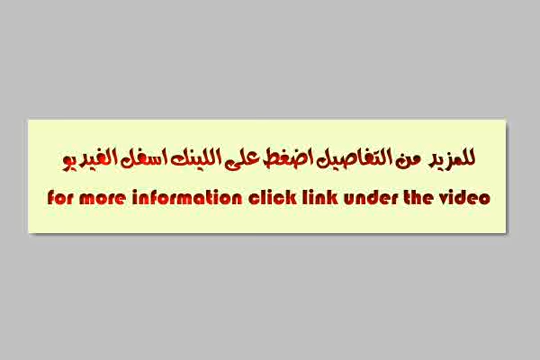 للمزيد من التفاصيل اضغط على اللينك اسفل الفيديو
for more information click link under the video